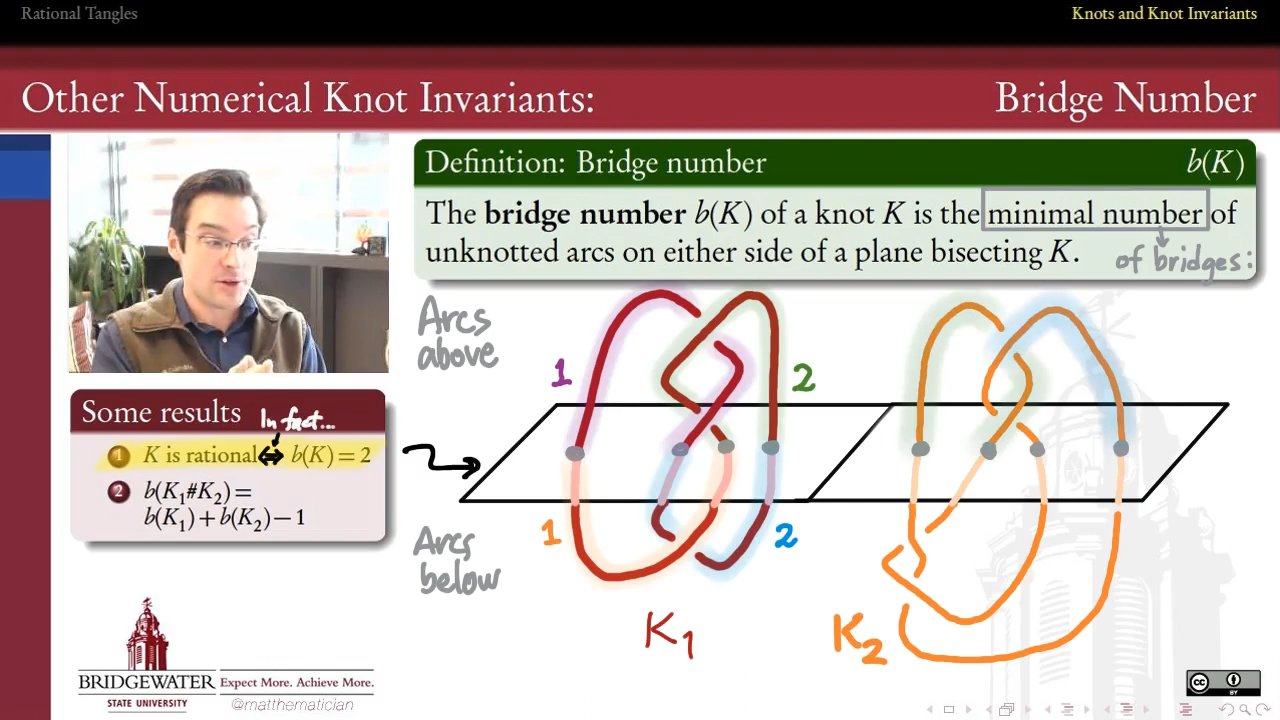 Rational Tangles
Knots and Knot Invariants
Other Numerical Knot Invariants:
Bridge Number
Definition: Bridge number
b(K)
The bridge number b(K) of a knot K is the minimal number of
unknotted arcs on either side of a plane bisecting K.
of bridges:
Arcs
above
1
2
Some results
In fact...
1 K is rational ⇔ b(K) = 2
2 b(K₁#K₂) =
b(K₁) + b(K₂) − 1
Arcs
below
1
2
K₁
K₂
BRIDGEWATER
STATE UNIVERSITY
Expect More. Achieve More.
@matthematician
CC BY